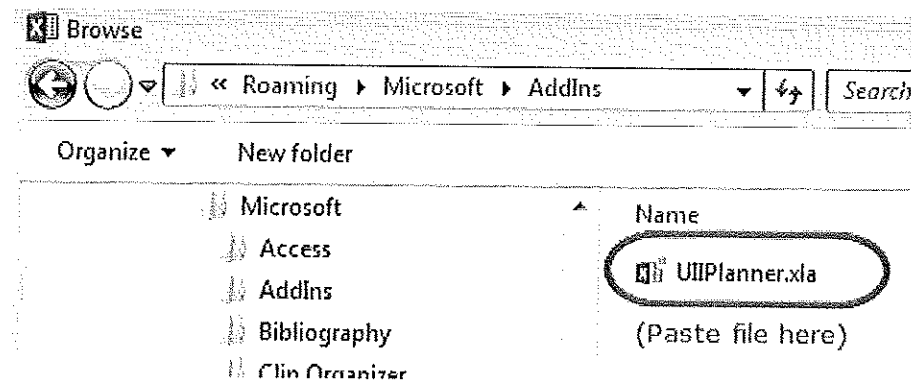 Browse
« Roaming ▸ Microsoft ▸ AddIns
Search
Organize ▾ New folder
Microsoft
Access
AddIns
Bibliography
Clip Organizer
Name
UIIPlanner.xla
(Paste file here)